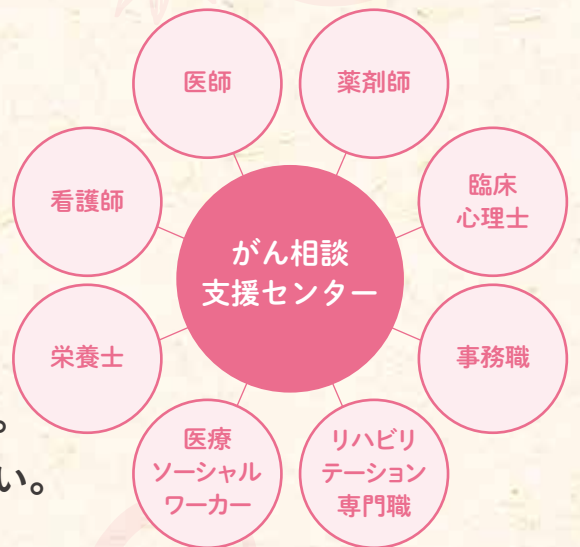 医師
薬剤師
看護師
臨床
心理士
がん相談
支援センター
栄養士
事務職
医療
ソーシャル
ワーカー
リハビリ
テーション
専門職
。
い。